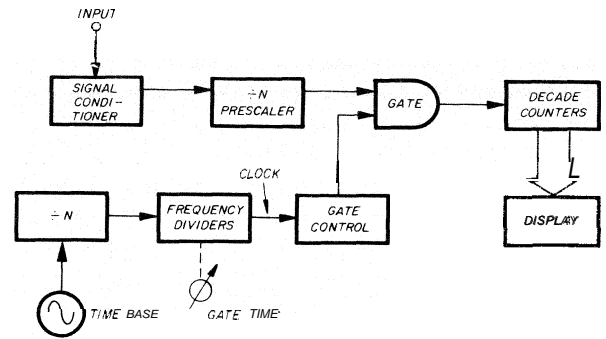 INPUT
SIGNAL
CONDI-
TIONER
÷N
PRESCALER
GATE
DECADE
COUNTERS
CLOCK
÷N
FREQUENCY
DIVIDERS
GATE
CONTROL
DISPLAY
TIME BASE
GATE TIME